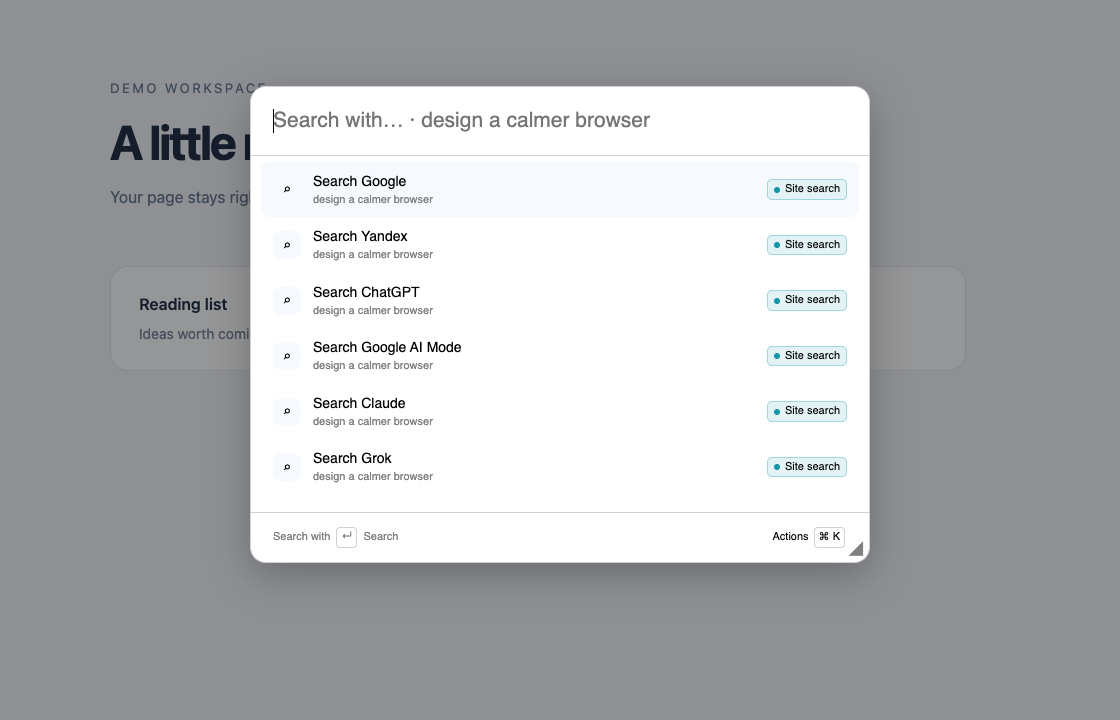 DEMO WORKSPACE
A little
Your page stays
Search with… · design a calmer browser
Search Google
design a calmer browser
Site search
Search Yandex
design a calmer browser
Site search
Search ChatGPT
design a calmer browser
Site search
Reading list
Ideas worth
Search Google AI Mode
design a calmer browser
Site search
Search Claude
design a calmer browser
Site search
Search Grok
design a calmer browser
Site search
Search with ↵ Search
Actions ⌘ K